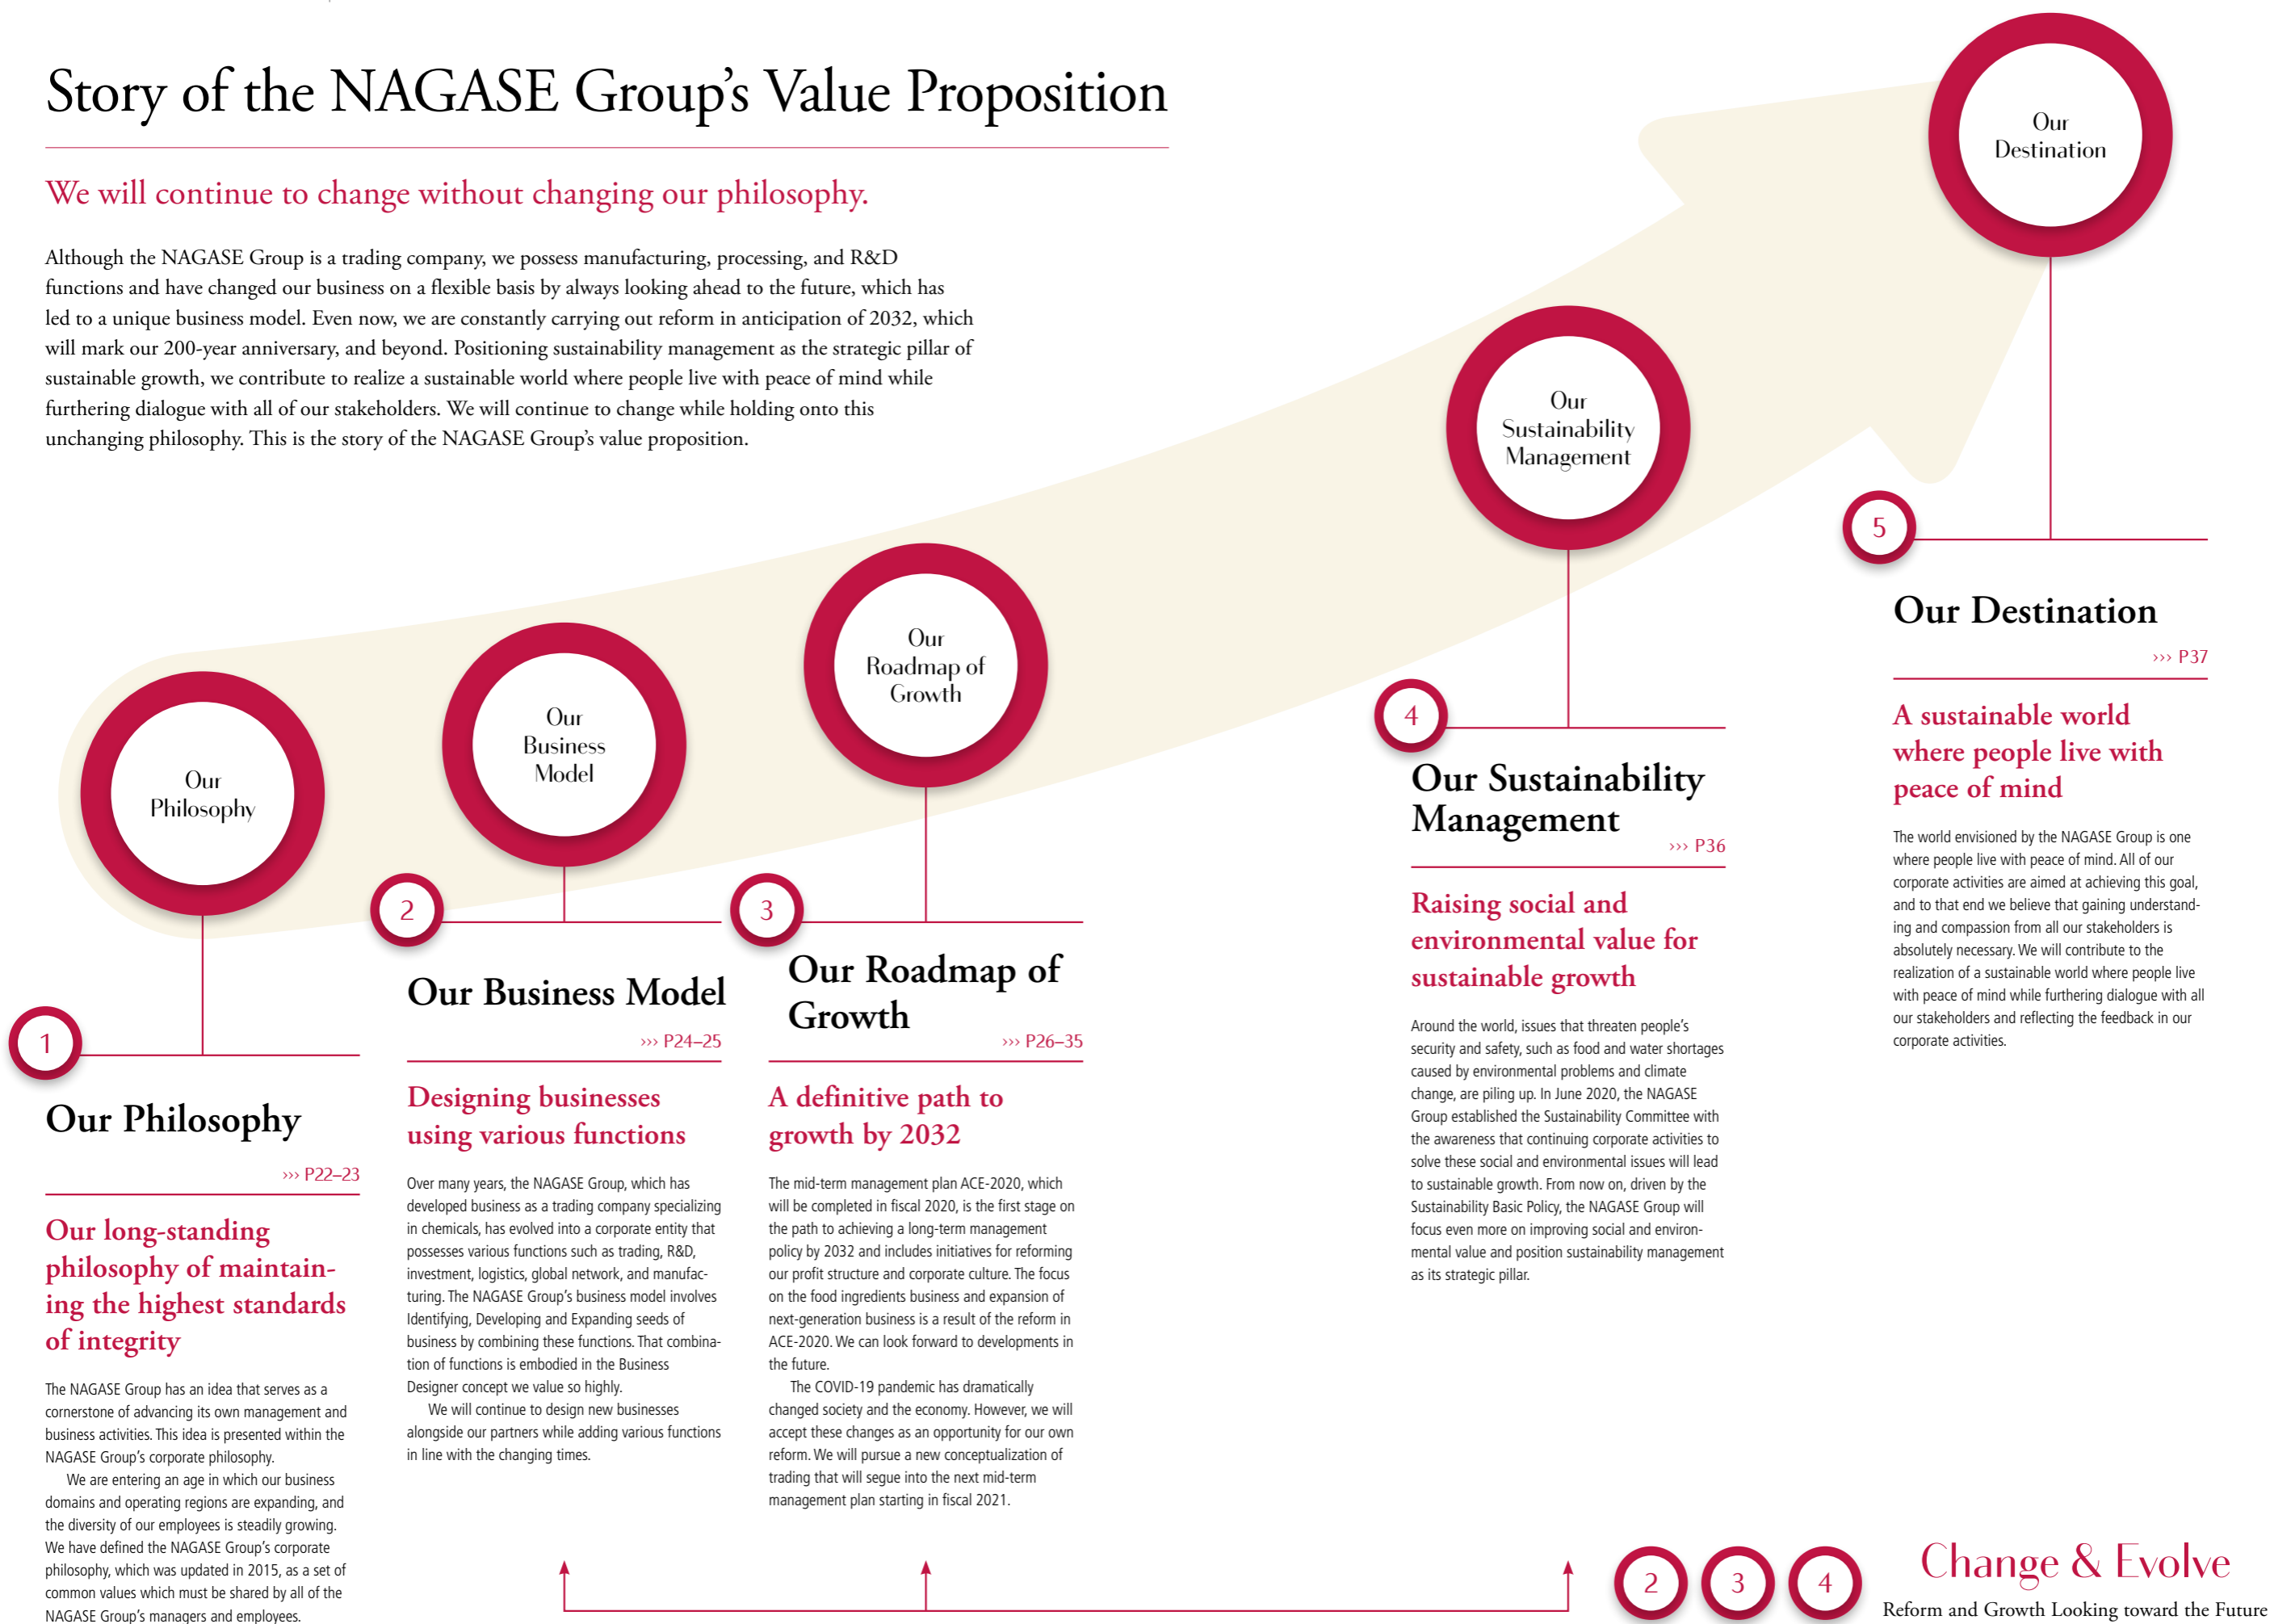 Story of the NAGASE Group’s Value Proposition
We will continue to change without changing our philosophy.
Although the NAGASE Group is a trading company, we possess manufacturing, processing, and R&D
functions and have changed our business on a flexible basis by always looking ahead to the future, which has
led to a unique business model. Even now, we are constantly carrying out reform in anticipation of 2032, which
will mark our 200-year anniversary, and beyond. Positioning sustainability management as the strategic pillar of
sustainable growth, we contribute to realize a sustainable world where people live with peace of mind while
furthering dialogue with all of our stakeholders. We will continue to change while holding onto this
unchanging philosophy. This is the story of the NAGASE Group’s value proposition.
Our
Philosophy
Our
Business
Model
Our
Roadmap of
Growth
Our
Sustainability
Management
Our
Destination
1
Our Philosophy
››› P22–23
Our long-standing
philosophy of maintain-
ing the highest standards
of integrity
The NAGASE Group has an idea that serves as a
cornerstone of advancing its own management and
business activities. This idea is presented within the
NAGASE Group’s corporate philosophy.
We are entering an age in which our business
domains and operating regions are expanding, and
the diversity of our employees is steadily growing.
We have defined the NAGASE Group’s corporate
philosophy, which was updated in 2015, as a set of
common values which must be shared by all of the
NAGASE Group’s managers and employees.
2
Our Business Model
››› P24–25
Designing businesses
using various functions
Over many years, the NAGASE Group, which has
developed business as a trading company specializing
in chemicals, has evolved into a corporate entity that
possesses various functions such as trading, R&D,
investment, logistics, global network, and manufac-
turing. The NAGASE Group’s business model involves
Identifying, Developing and Expanding seeds of
business by combining these functions. That combina-
tion of functions is embodied in the Business
Designer concept we value so highly.
We will continue to design new businesses
alongside our partners while adding various functions
in line with the changing times.
3
Our Roadmap of
Growth
››› P26–35
A definitive path to
growth by 2032
The mid-term management plan ACE-2020, which
will be completed in fiscal 2020, is the first stage on
the path to achieving a long-term management
policy by 2032 and includes initiatives for reforming
our profit structure and corporate culture. The focus
on the food ingredients business and expansion of
next-generation business is a result of the reform in
ACE-2020. We can look forward to developments in
the future.
The COVID-19 pandemic has dramatically
changed society and the economy. However, we will
accept these changes as an opportunity for our own
reform. We will pursue a new conceptualization of
trading that will segue into the next mid-term
management plan starting in fiscal 2021.
4
Our Sustainability
Management
››› P36
Raising social and
environmental value for
sustainable growth
Around the world, issues that threaten people’s
security and safety, such as food and water shortages
caused by environmental problems and climate
change, are piling up. In June 2020, the NAGASE
Group established the Sustainability Committee with
the awareness that continuing corporate activities to
solve these social and environmental issues will lead
to sustainable growth. From now on, driven by the
Sustainability Basic Policy, the NAGASE Group will
focus even more on improving social and environ-
mental value and position sustainability management
as its strategic pillar.
5
Our Destination
››› P37
A sustainable world
where people live with
peace of mind
The world envisioned by the NAGASE Group is one
where people live with peace of mind. All of our
corporate activities are aimed at achieving this goal,
and to that end we believe that gaining understand-
ing and compassion from all our stakeholders is
absolutely necessary. We will contribute to the
realization of a sustainable world where people live
with peace of mind while furthering dialogue with all
our stakeholders and reflecting the feedback in our
corporate activities.
2 3 4
Change & Evolve
Reform and Growth Looking toward the Future